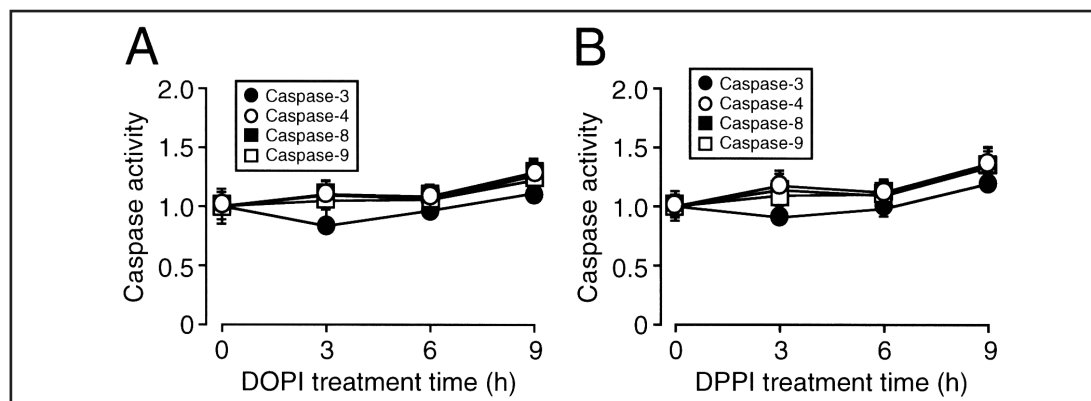 A
Caspase activity
2.0
1.5
1.0
0.5
0
Caspase-3
Caspase-4
Caspase-8
Caspase-9
0 3 6 9
DOPI treatment time (h)
B
Caspase activity
2.0
1.5
1.0
0.5
0
Caspase-3
Caspase-4
Caspase-8
Caspase-9
0 3 6 9
DPPI treatment time (h)